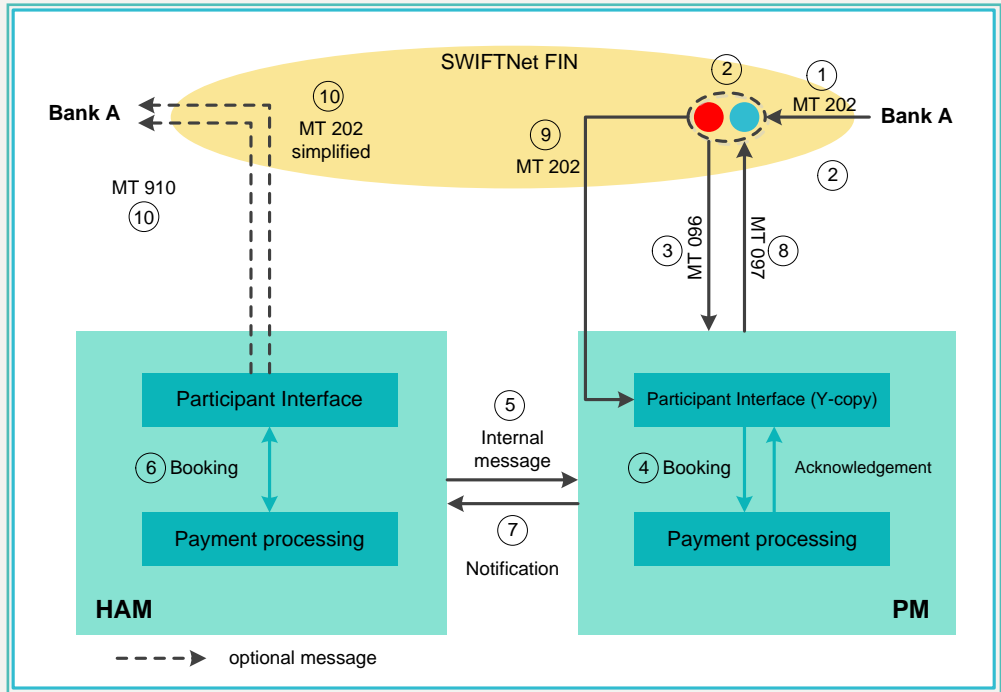 SWIFTNet FIN
2
1
MT 202
Bank A
10
MT 202
simplified
9
MT 202
Bank A
2
MT 910
10
3
MT 096
MT 097
8
Participant Interface
5
Internal
message
Participant Interface (Y-copy)
6 Booking
4 Booking
Acknowledgement
Payment processing
7
Notification
Payment processing
HAM
PM
optional message